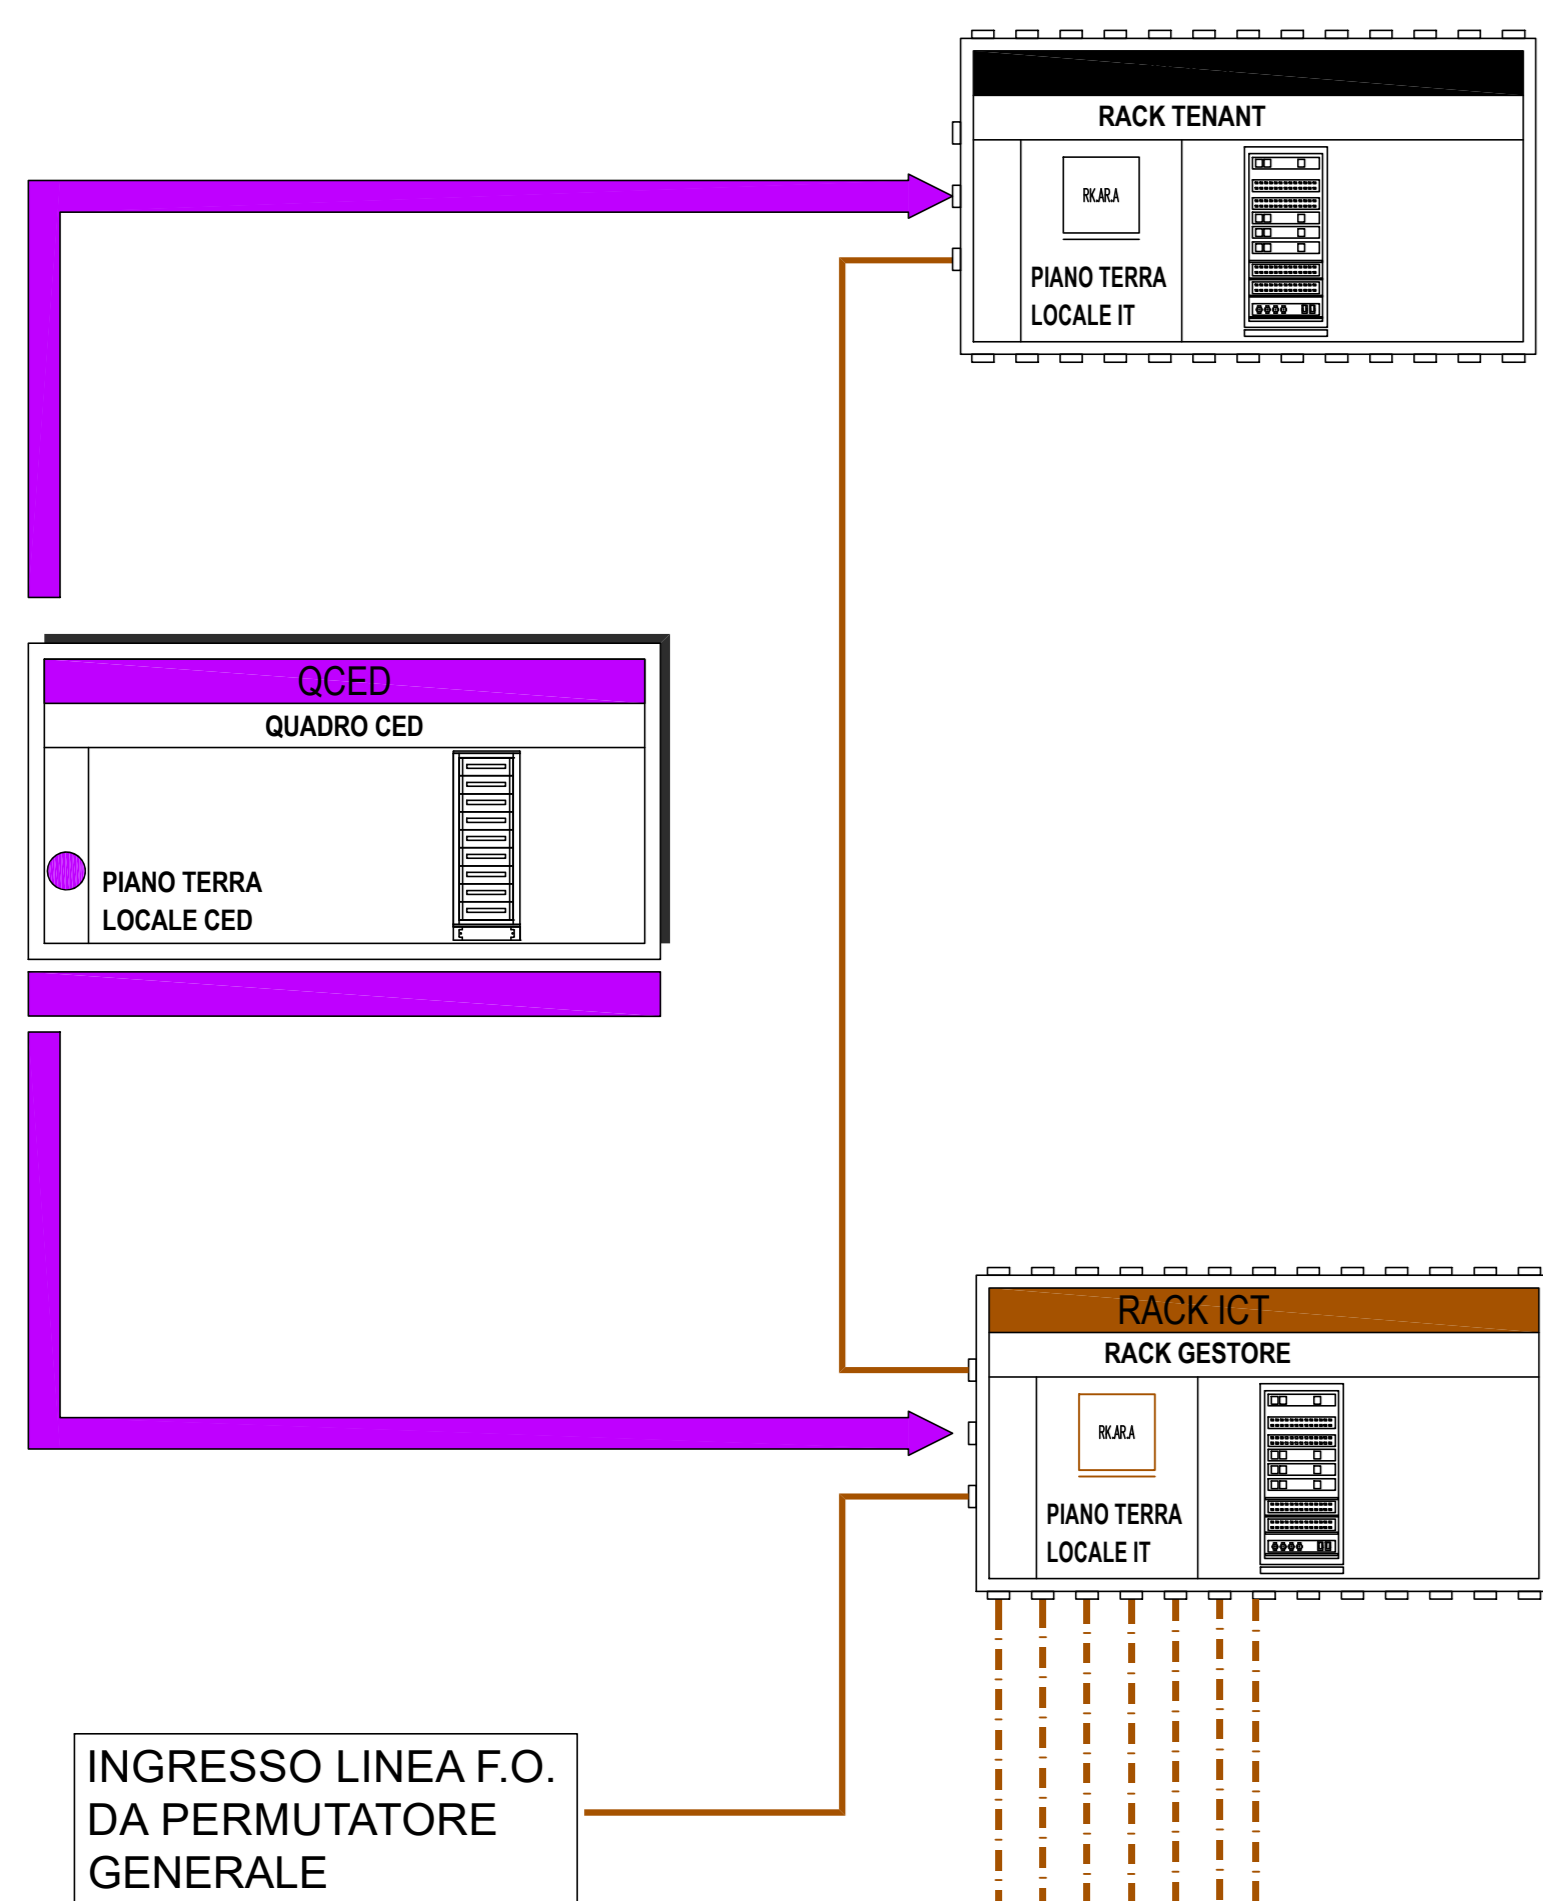 RACK TENANT
RK.AR.A
PIANO TERRA
LOCALE IT
QCED
QUADRO CED
PIANO TERRA
LOCALE CED
RACK ICT
RACK GESTORE
RK.AR.A
PIANO TERRA
LOCALE IT
INGRESSO LINEA F.O.
DA PERMUTATORE
GENERALE